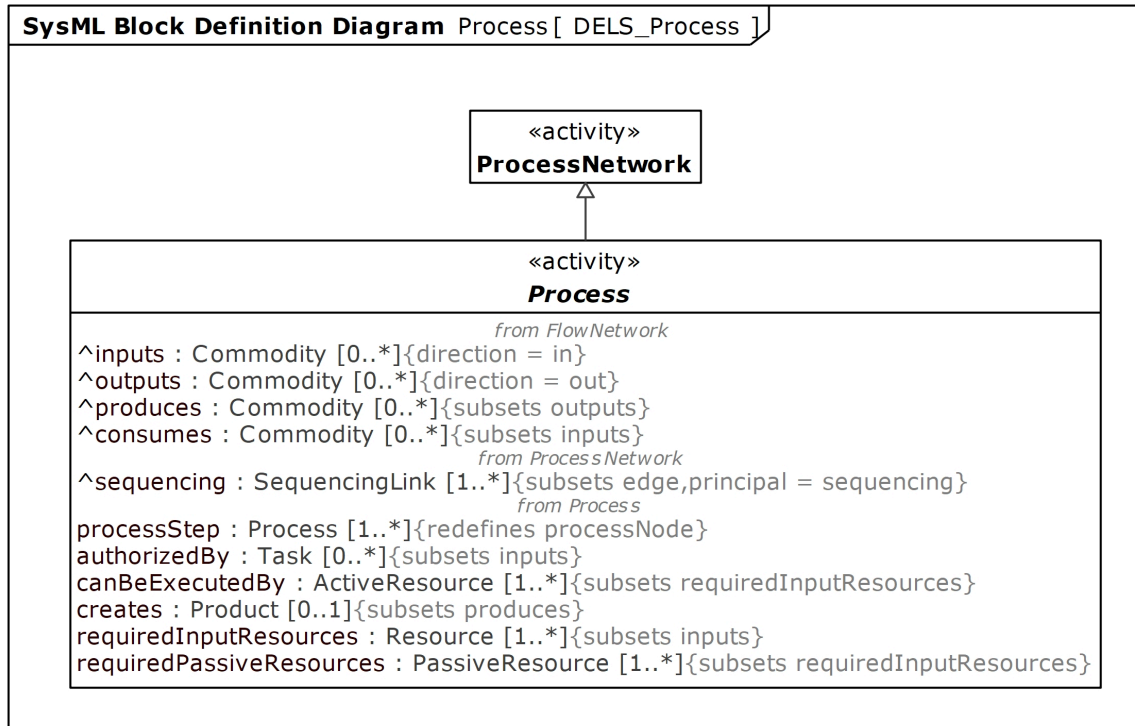 SysML Block Definition Diagram Process[ DELS_Process ]
«activity»
ProcessNetwork
«activity»
Process
from FlowNetwork
^inputs : Commodity [0..*]{direction = in}
^outputs : Commodity [0..*]{direction = out}
^produces : Commodity [0..*]{subsets outputs}
^consumes : Commodity [0..*]{subsets inputs}
from ProcessNetwork
^sequencing : SequencingLink [1..*]{subsets edge,principal = sequencing}
from Process
processStep : Process [1..*]{redefines processNode}
authorizedBy : Task [0..*]{subsets inputs}
canBeExecutedBy : ActiveResource [1..*]{subsets requiredInputResources}
creates : Product [0..1]{subsets produces}
requiredInputResources : Resource [1..*]{subsets inputs}
requiredPassiveResources : PassiveResource [1..*]{subsets requiredInputResources}